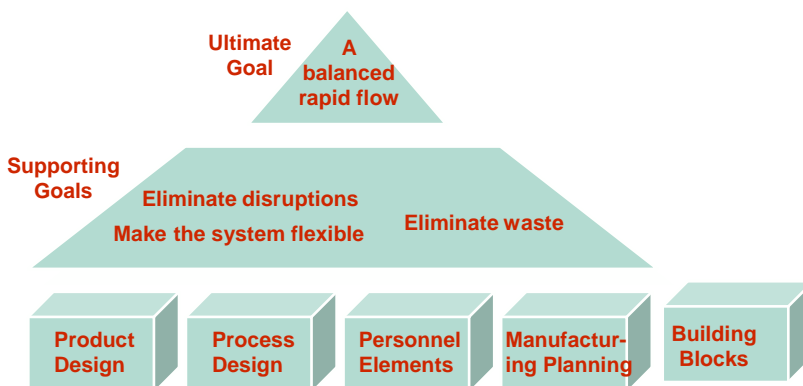 Ultimate
Goal
A
balanced
rapid flow
Supporting
Goals
Eliminate disruptions
Make the system flexible
Eliminate waste
Product
Design
Process
Design
Personnel
Elements
Manufactur-
ing Planning
Building
Blocks